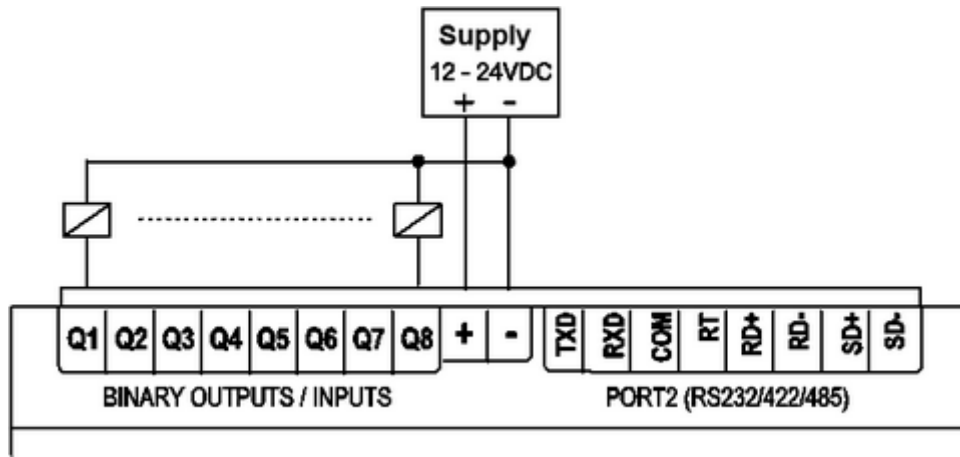 Supply
12 - 24VDC
+ -
Q1 Q2 Q3 Q4 Q5 Q6 Q7 Q8 + - TXD RXD COM RT RD+ RD- SD+ SD-
BINARY OUTPUTS / INPUTS PORT2 (RS232/422/485)